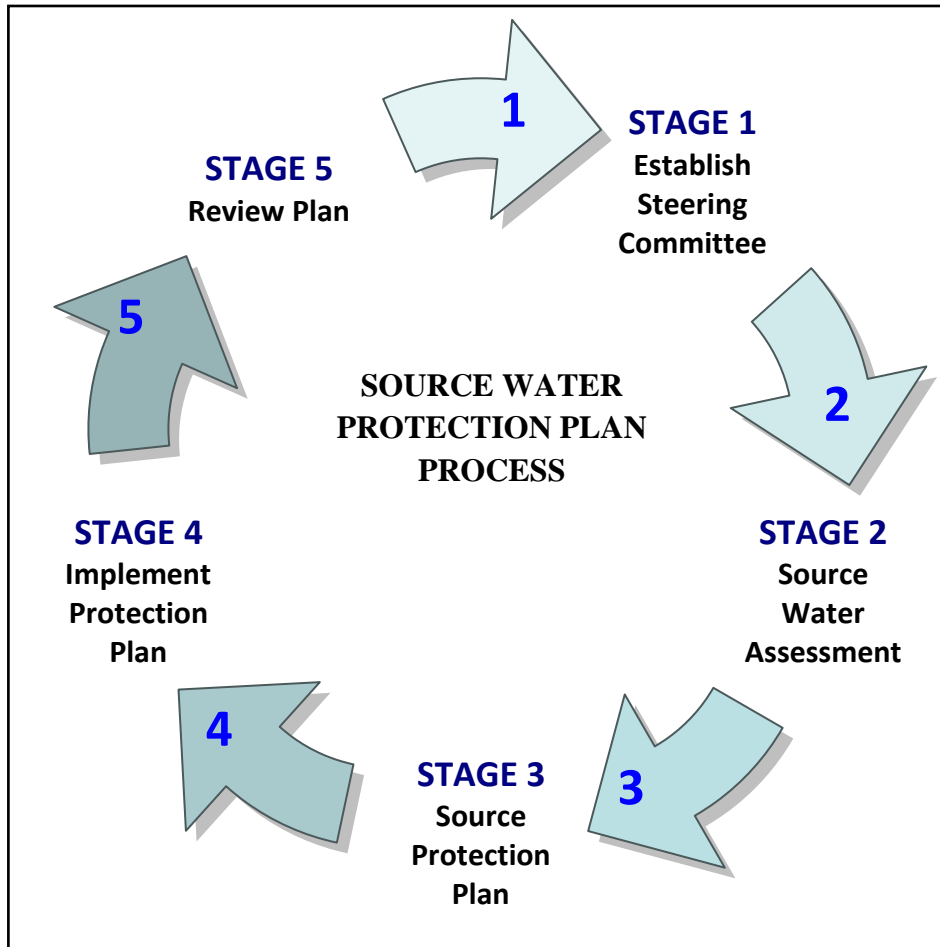 1
STAGE 1
Establish
Steering
Committee
2
STAGE 2
Source
Water
Assessment
3
STAGE 3
Source
Protection
Plan
4
STAGE 4
Implement
Protection
Plan
5
STAGE 5
Review Plan
SOURCE WATER
PROTECTION PLAN
PROCESS